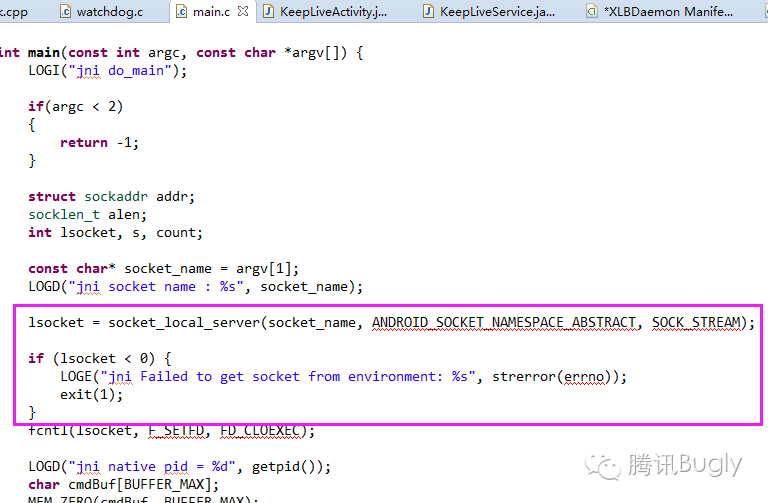 k.cpp watchdog.c main.c KeepLiveActivity.j... KeepLiveService.ja... *XLBDaemon Manife...
int main(const int argc, const char *argv[]) {
LOGI("jni do_main");
if(argc < 2)
{
return -1;
}
struct sockaddr addr;
socklen_t alen;
int lsocket, s, count;
const char* socket_name = argv[1];
LOGD("jni socket name : %s", socket_name);
lsocket = socket_local_server(socket_name, ANDROID_SOCKET_NAMESPACE_ABSTRACT, SOCK_STREAM);
if (lsocket < 0) {
LOGE("jni Failed to get socket from environment: %s", strerror(errno));
exit(1);
}
fcntl(lsocket, F_SETFD, FD_CLOEXEC);
LOGD("jni native pid = %d", getpid());
char cmdBuf[BUFFER_MAX];
MEM_ZERO(cmdBuf, BUFFER_MAX);
腾讯Bugly